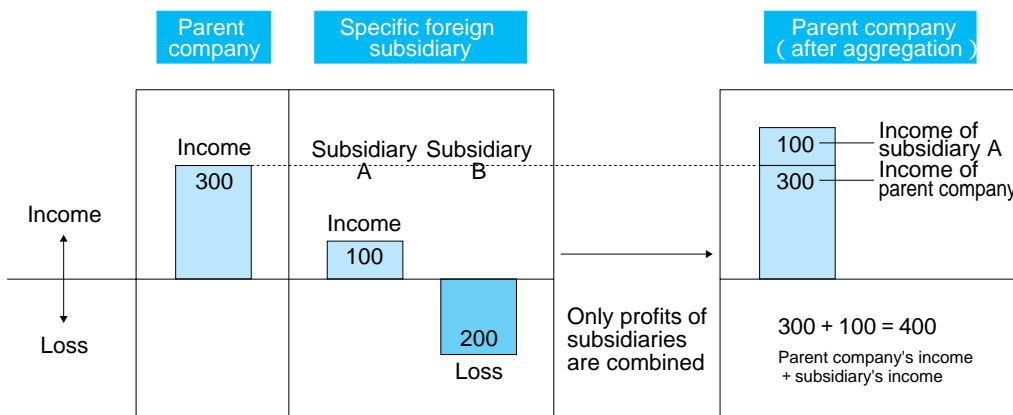 Parent
company
Specific foreign
subsidiary
Parent company
( after aggregation )
Income
300
Subsidiary
A
Subsidiary
B
Income
100
200
Loss
Income
Loss
Only profits of
subsidiaries
are combined
100
Income of
subsidiary A
300
Income of
parent company
300 + 100 = 400
Parent company's income
+ subsidiary's income